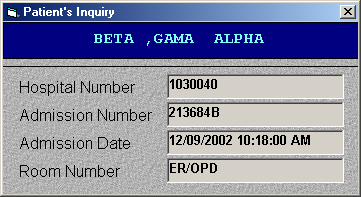 Patient's Inquiry
BETA ,GAMA ALPHA
Hospital Number 1030040
Admission Number 213684B
Admission Date 12/09/2002 10:18:00 AM
Room Number ER/OPD